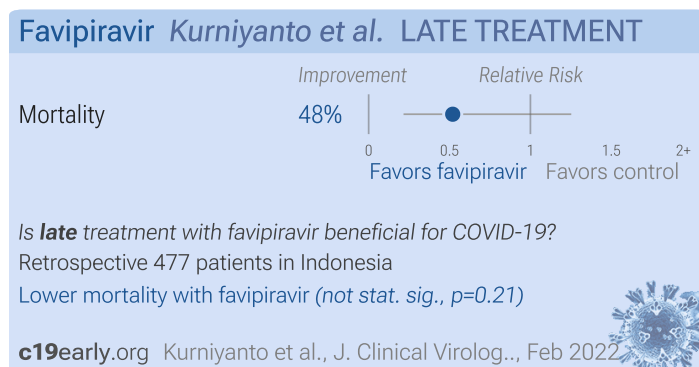 Favipiravir Kurniyanto et al. LATE TREATMENT
Improvement Relative Risk
Mortality 48%
0 0.5 1 1.5 2+
Favors favipiravir Favors control
Is late treatment with favipiravir beneficial for COVID-19?
Retrospective 477 patients in Indonesia
Lower mortality with favipiravir (not stat. sig., p=0.21)
c19early.org Kurniyanto et al., J. Clinical Virolog.., Feb 2022